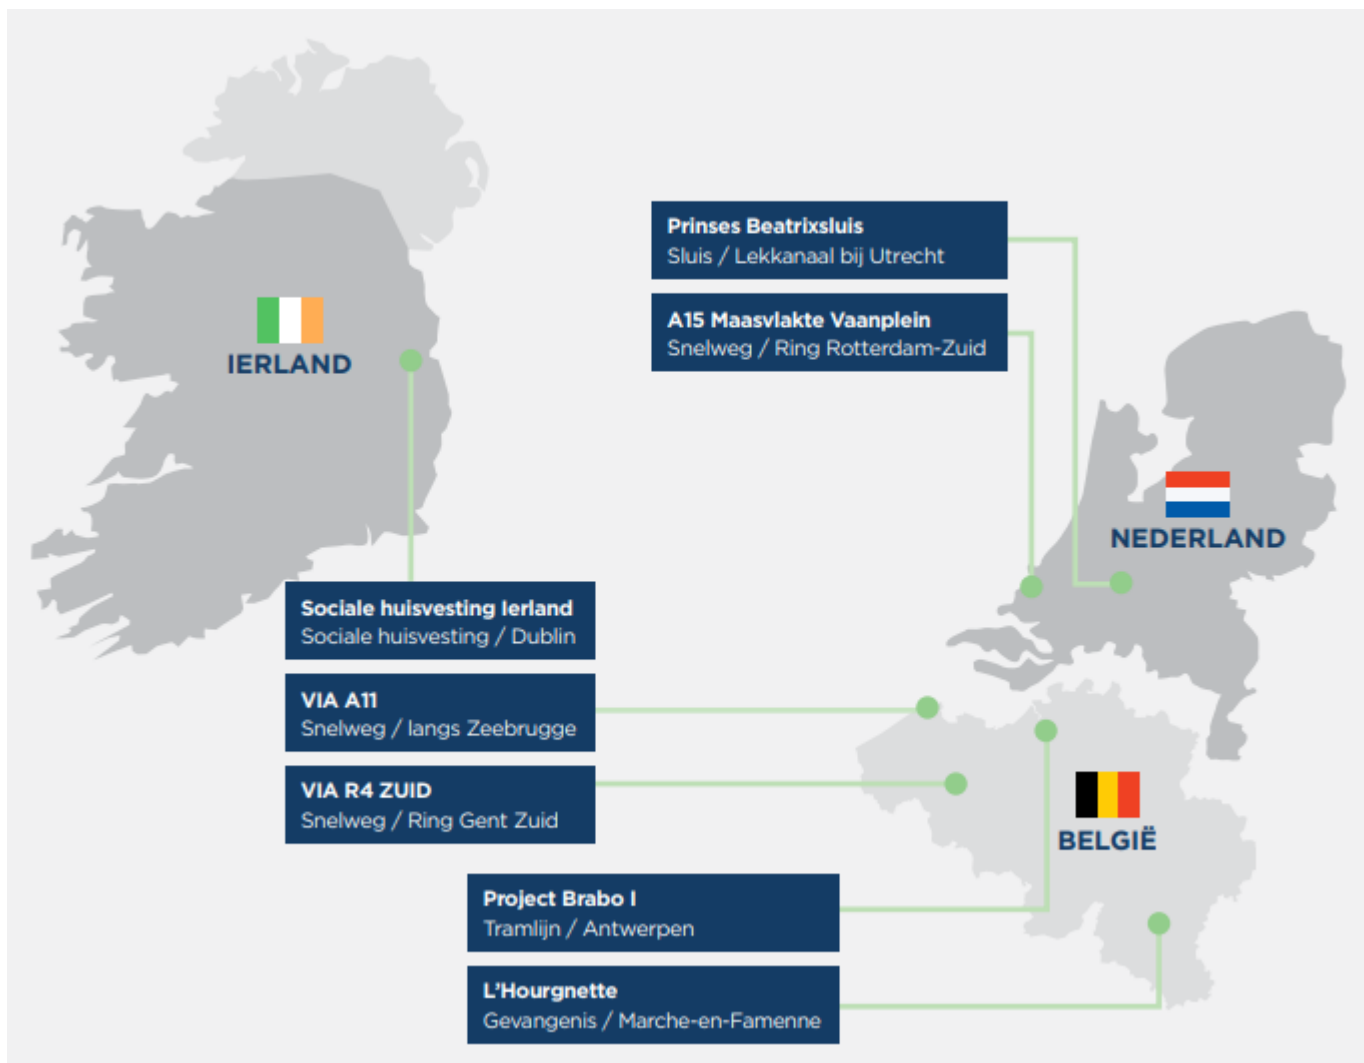 Prinses Beatrixsluis
Sluis / Lekkanaal bij Utrecht
A15 Maasvlakte Vaanplein
Snelweg / Ring Rotterdam-Zuid
IERLAND
NEDERLAND
Sociale huisvesting Ierland
Sociale huisvesting / Dublin
VIA A11
Snelweg / langs Zeebrugge
VIA R4 ZUID
Snelweg / Ring Gent Zuid
BELGIË
Project Brabo I
Tramlijn / Antwerpen
L'Hourgnette
Gevangenis / Marche-en-Famenne